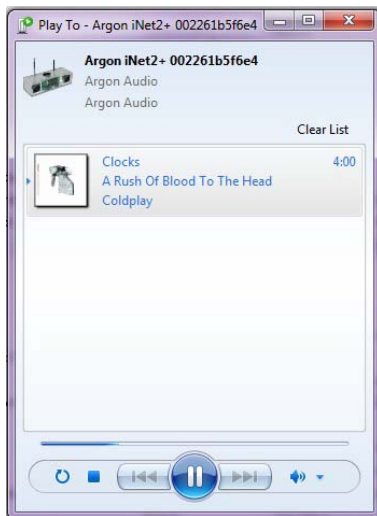 Play To - Argon iNet2+ 002261b5f6e4
Argon iNet2+ 002261b5f6e4
Argon Audio
Argon Audio
Clear List
Clocks 4:00
A Rush Of Blood To The Head
Coldplay